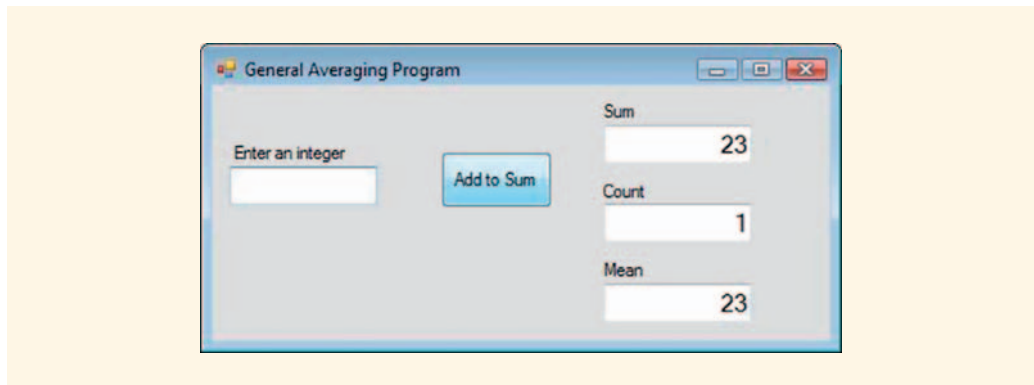 General Averaging Program
Sum
23
Enter an integer
Add to Sum
Count
1
Mean
23